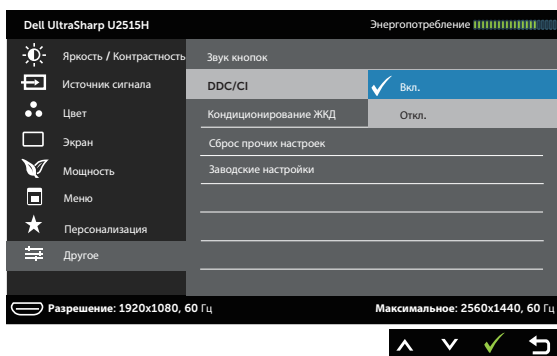 Dell UltraSharp U2515H Энергопотребление
Яркость / Контрастность Звук кнопок
Источник сигнала DDC/CI Вкл.
Цвет Кондиционирование ЖКД Откл.
Экран Сброс прочих настроек
Мощность Заводские настройки
Меню
Персонализация
Другое
Разрешение: 1920x1080, 60 Гц Максимальное: 2560x1440, 60 Гц